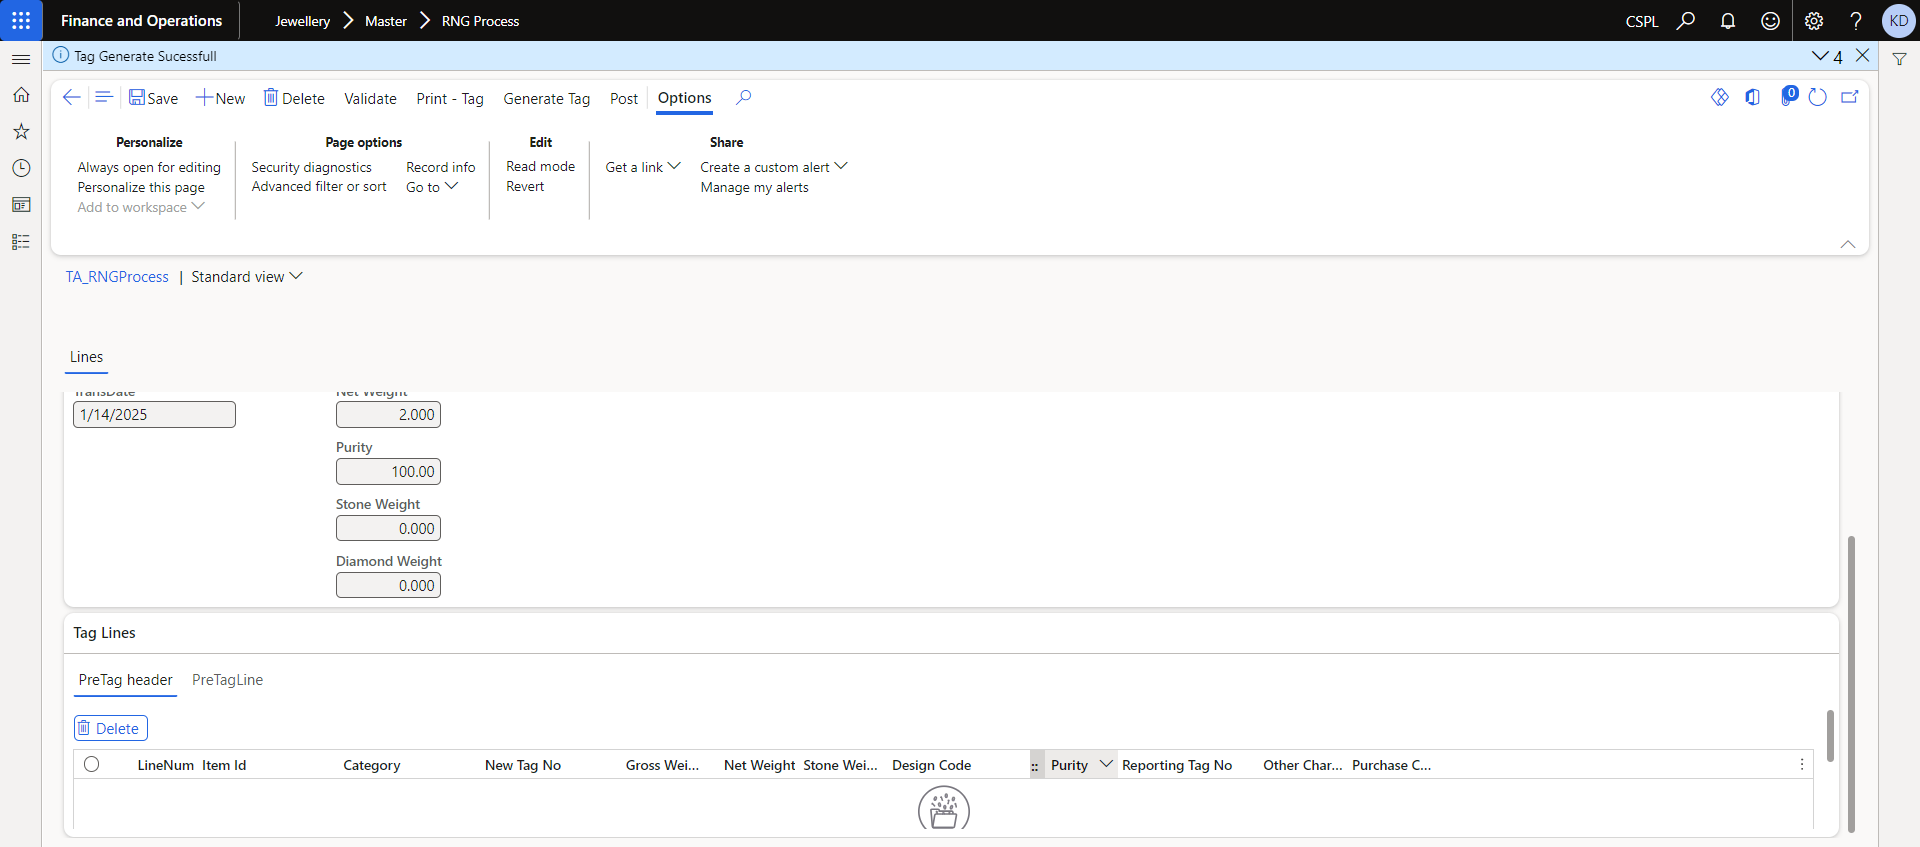 Finance and Operations
Jewellery Master RNG Process
CSPL
KD
Tag Generate Sucessfull
4
Save New Delete Validate Print - Tag Generate Tag Post Options
0
Personalize
Always open for editing
Personalize this page
Add to workspace
Page options
Security diagnostics
Advanced filter or sort
Record info
Go to
Edit
Read mode
Revert
Get a link
Share
Create a custom alert
Manage my alerts
TA_RNGProcess | Standard view
Lines
TransDate
1/14/2025
Net Weight
2.000
Purity
100.00
Stone Weight
0.000
Diamond Weight
0.000
Tag Lines
PreTag header PreTagLine
Delete
LineNum Item Id Category New Tag No Gross Wei... Net Weight Stone Wei... Design Code Purity Reporting Tag No Other Char... Purchase C...